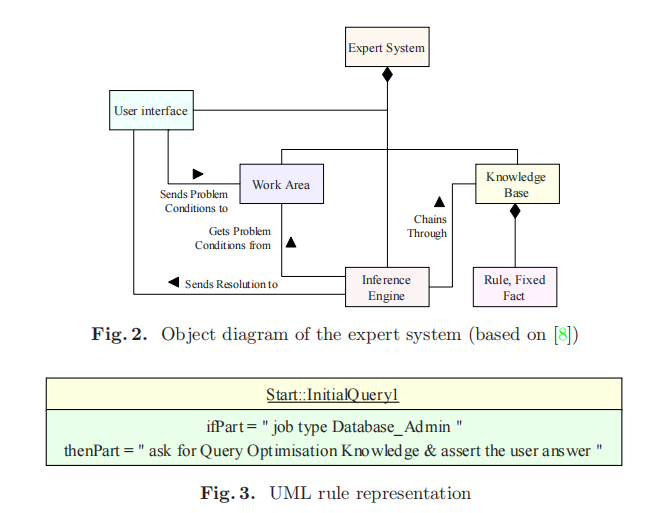 Expert System
User interface
Work Area
Knowledge
Base
Sends Problem
Conditions to
Gets Problem
Conditions from
Chains
Through
Sends Resolution to
Inference
Engine
Rule, Fixed
Fact
Fig. 2. Object diagram of the expert system (based on [8])
Start::InitialQuery1
ifPart = " job type Database_Admin "
thenPart = " ask for Query Optimisation Knowledge & assert the user answer "
Fig. 3. UML rule representation